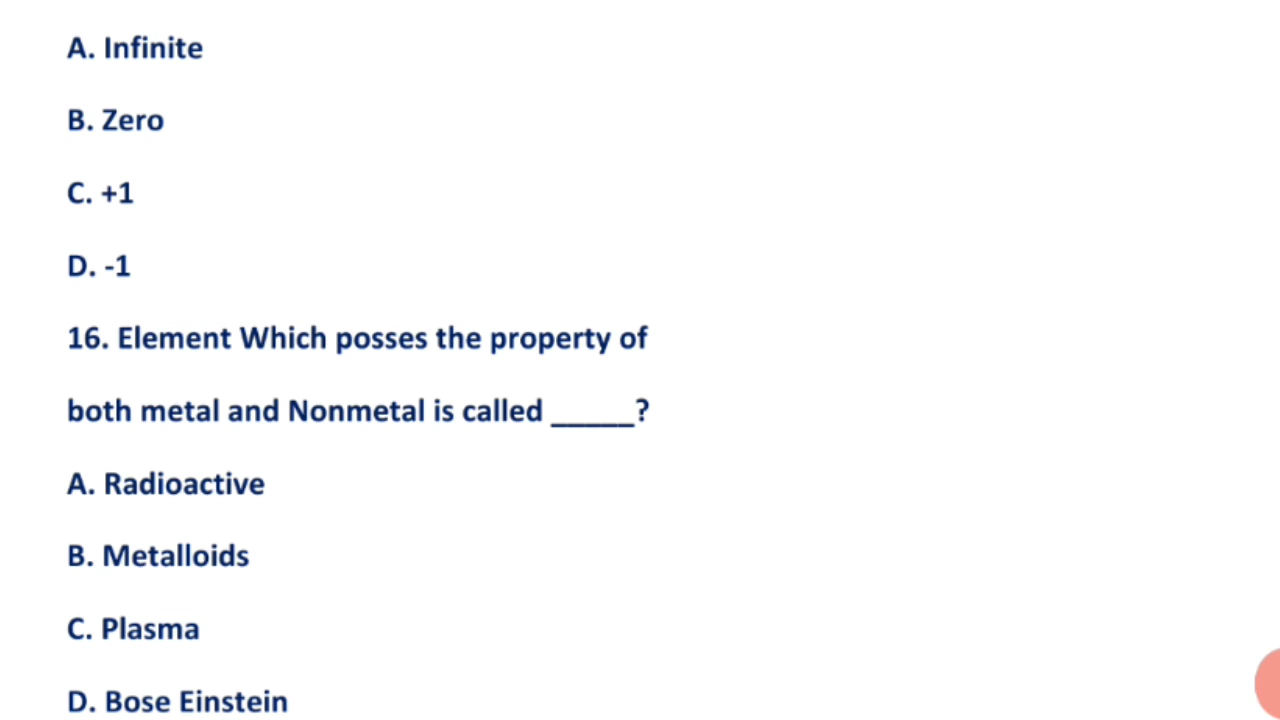 A. Infinite
B. Zero
C. +1
D. -1
16. Element Which posses the property of
both metal and Nonmetal is called _____?
A. Radioactive
B. Metalloids
C. Plasma
D. Bose Einstein